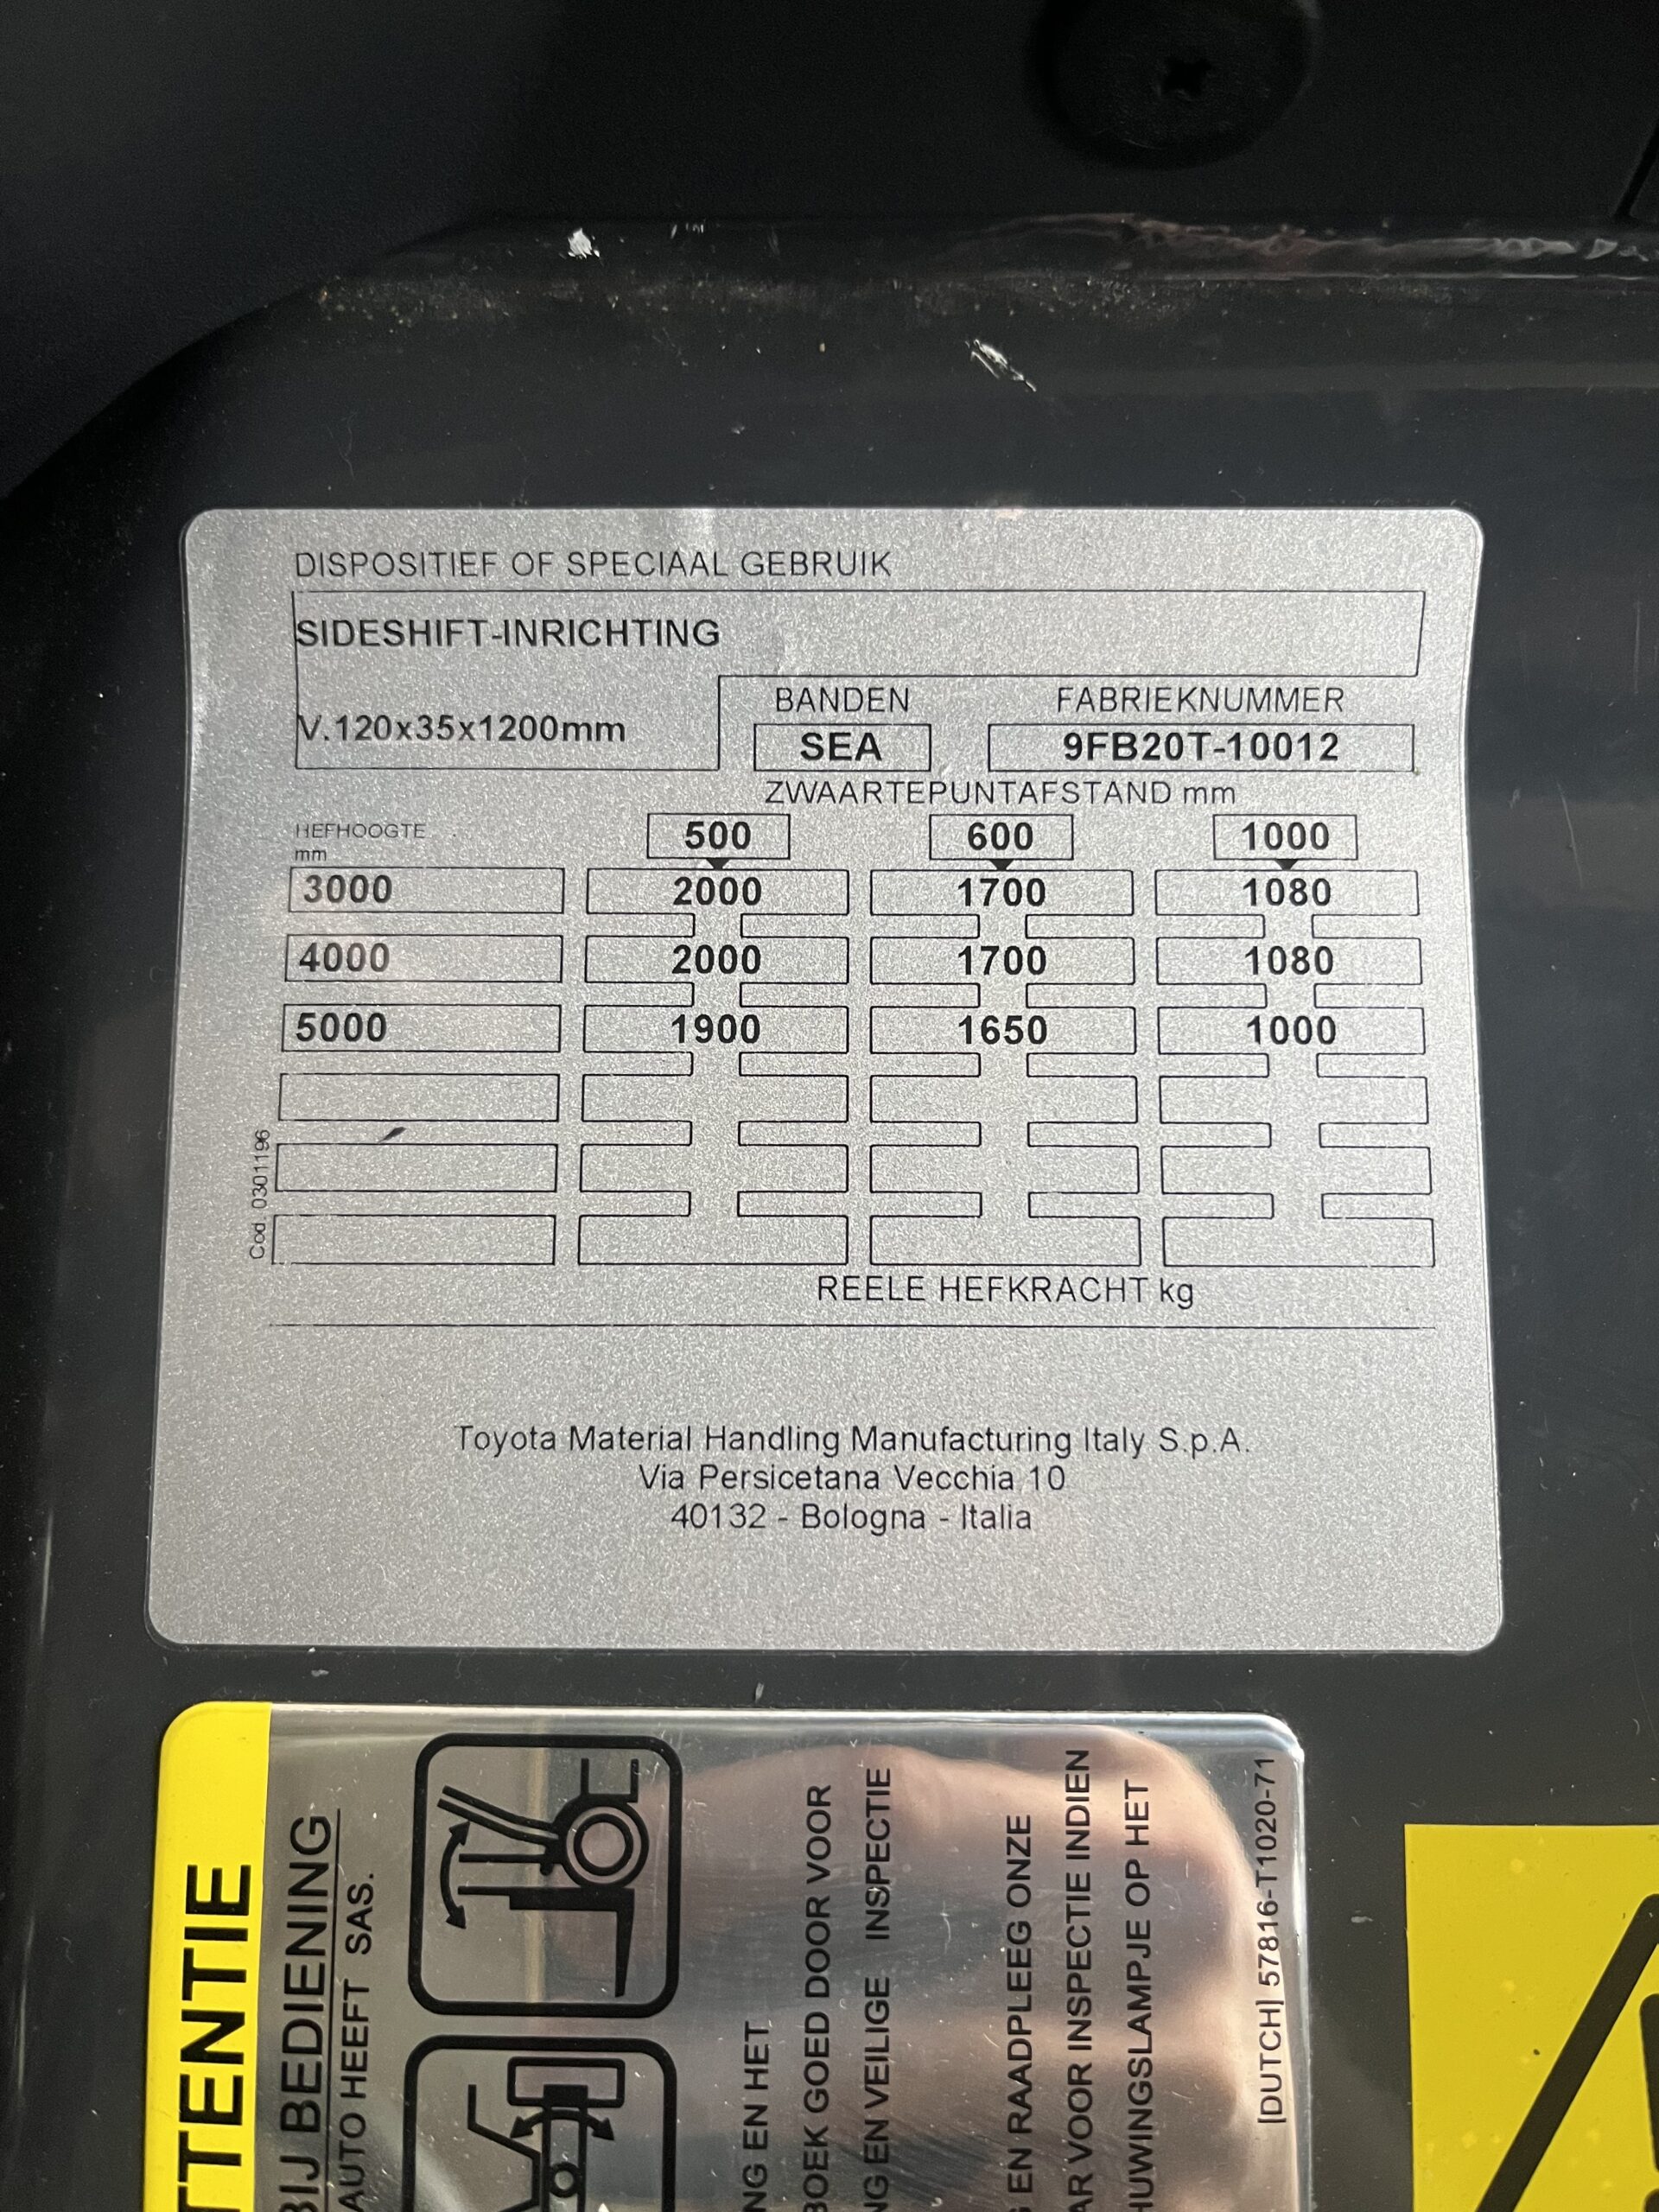 DISPOSITIEF OF SPECIAAL GEBRUIK
SIDESHIFT-INRICHTING
V.120x35x1200mm
BANDEN
SEA
FABRIEKNUMMER
9FB20T-10012
ZWAARTEPUNTAFSTAND mm
HEFHOOGTE
mm
500 600 1000
3000 2000 1700 1080
4000 2000 1700 1080
5000 1900 1650 1000
Cod 0301196
REELE HEFKRACHT kg
Toyota Material Handling Manufacturing Italy S.p.A.
Via Persicetana Vecchia 10
40132 - Bologna - Italia
TTENTIE
BIJ BEDIENING
AUTO HEEFT SAS.
NG EN HET
BOEK GOED DOOR VOOR
NG EN VEILIGE INSPECTIE
EN RAADPLEEG ONZE
AR VOOR INSPECTIE INDIEN
HUWINGSLAMPJE OP HET
[DUTCH] 57816-T1020-71